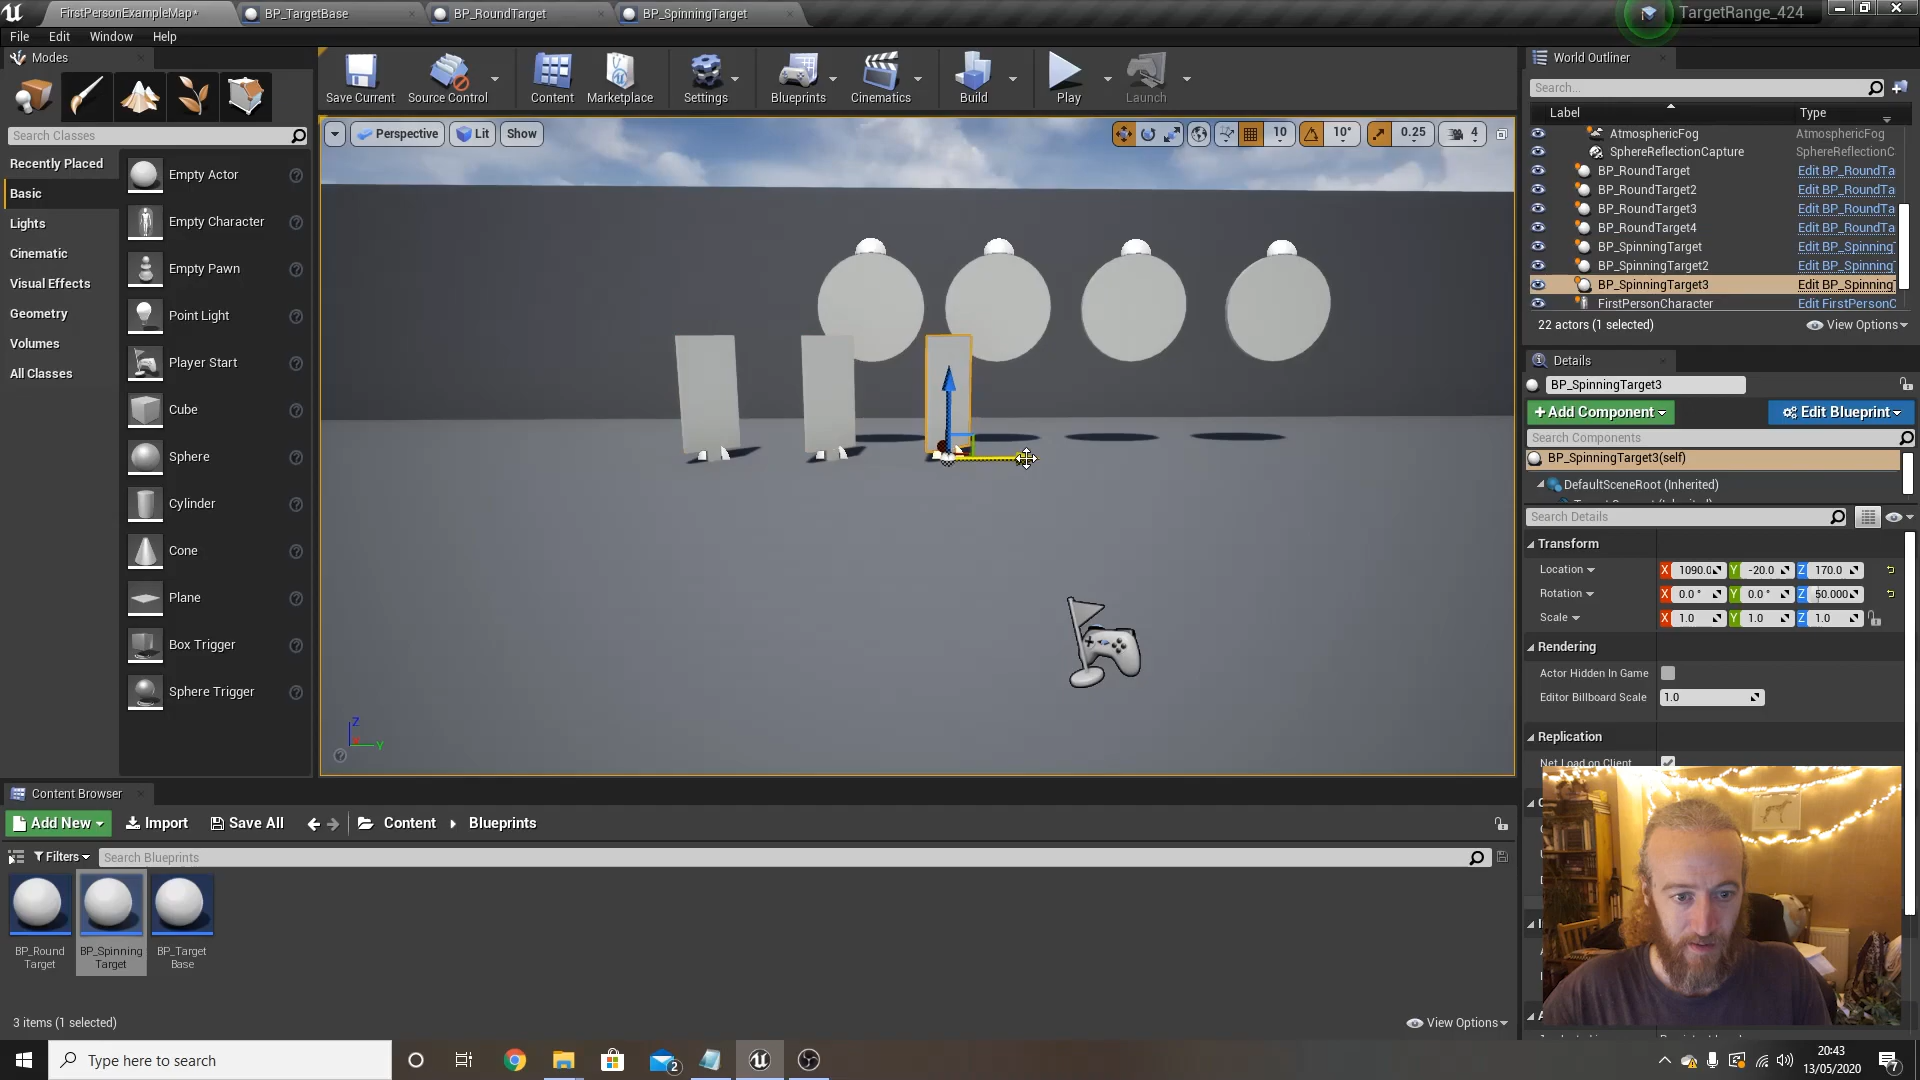 FirstPersonExampleMap*
BP_TargetBase
BP_RoundTarget
BP_SpinningTarget
TargetRange_424
File Edit Window Help
Modes
Search Classes
Recently Placed
Basic
Lights
Cinematic
Visual Effects
Geometry
Volumes
All Classes
Empty Actor
Empty Character
Empty Pawn
Point Light
Player Start
Cube
Sphere
Cylinder
Cone
Plane
Box Trigger
Sphere Trigger
Save Current Source Control Content Marketplace Settings Blueprints Cinematics Build Play Launch
Perspective Lit Show
10 10° 0.25 4
Z
Y
World Outliner
Search...
Label Type
AtmosphericFog AtmosphericFog
SphereReflectionCapture SphereReflectionC
BP_RoundTarget Edit BP_RoundTa
BP_RoundTarget2 Edit BP_RoundTa
BP_RoundTarget3 Edit BP_RoundTa
BP_RoundTarget4 Edit BP_RoundTa
BP_SpinningTarget Edit BP_Spinning
BP_SpinningTarget2 Edit BP_Spinning
BP_SpinningTarget3 Edit BP_Spinning
FirstPersonCharacter Edit FirstPersonC
22 actors (1 selected) View Options
Details
BP_SpinningTarget3
+Add Component Edit Blueprint
Search Components
BP_SpinningTarget3(self)
DefaultSceneRoot (Inherited)
Search Details
Transform
Location X 1090.0 Y -20.0 Z 170.0
Rotation X 0.0 ° Y 0.0 ° Z 50.000
Scale X 1.0 Y 1.0 Z 1.0
Rendering
Actor Hidden In Game
Editor Billboard Scale 1.0
Replication
Net Load on Client
Content Browser
Add New Import Save All Content Blueprints
Filters Search Blueprints
BP_Round
Target
BP_Spinning
Target
BP_Target
Base
3 items (1 selected) View Options
Type here to search
2
20:43
13/05/2020
7